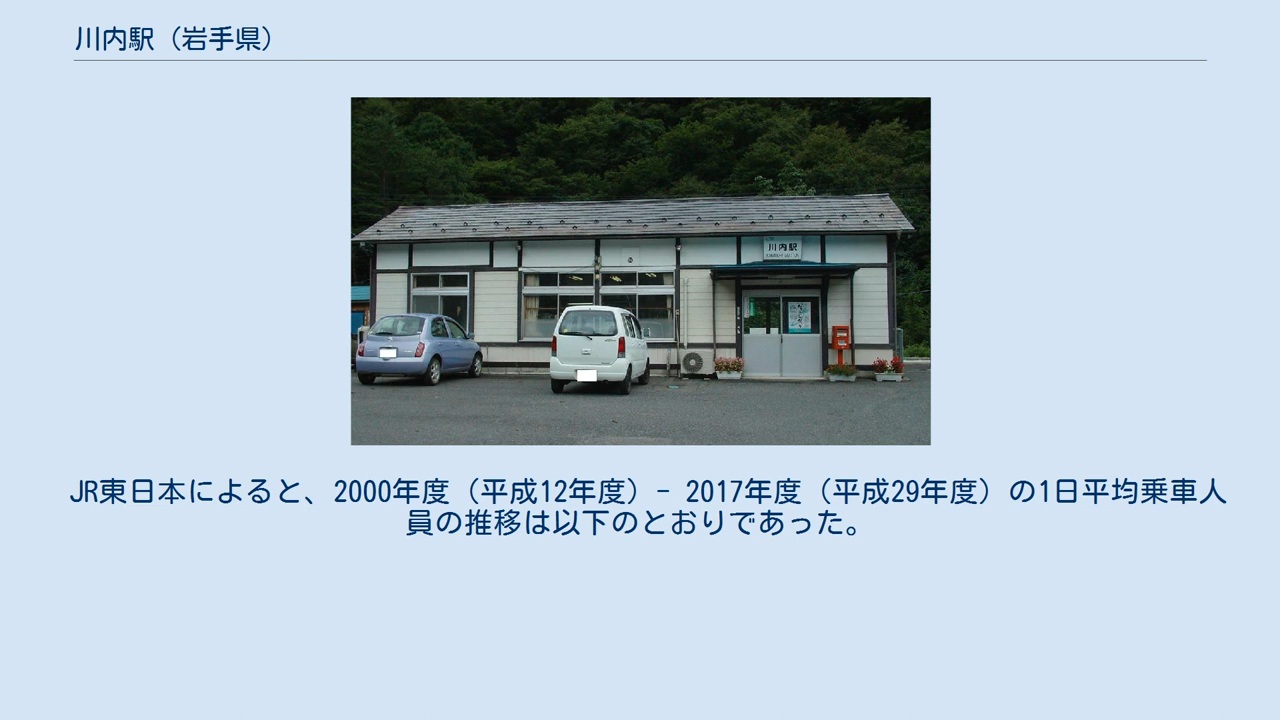 川内駅（岩手県）
川内駅
JR東日本によると、2000年度（平成12年度）- 2017年度（平成29年度）の1日平均乗車人
員の推移は以下のとおりであった。